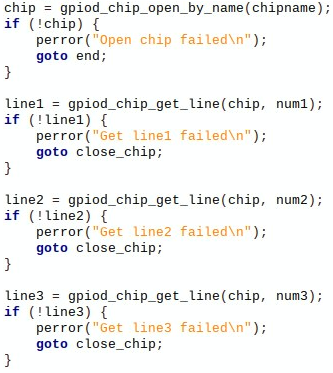 chip = gpiod_chip_open_by_name(chipname);
if (!chip) {
    perror("Open chip failed\n");
    goto end;
}

line1 = gpiod_chip_get_line(chip, num1);
if (!line1) {
    perror("Get line1 failed\n");
    goto close_chip;
}

line2 = gpiod_chip_get_line(chip, num2);
if (!line2) {
    perror("Get line2 failed\n");
    goto close_chip;
}

line3 = gpiod_chip_get_line(chip, num3);
if (!line3) {
    perror("Get line3 failed\n");
    goto close_chip;
}